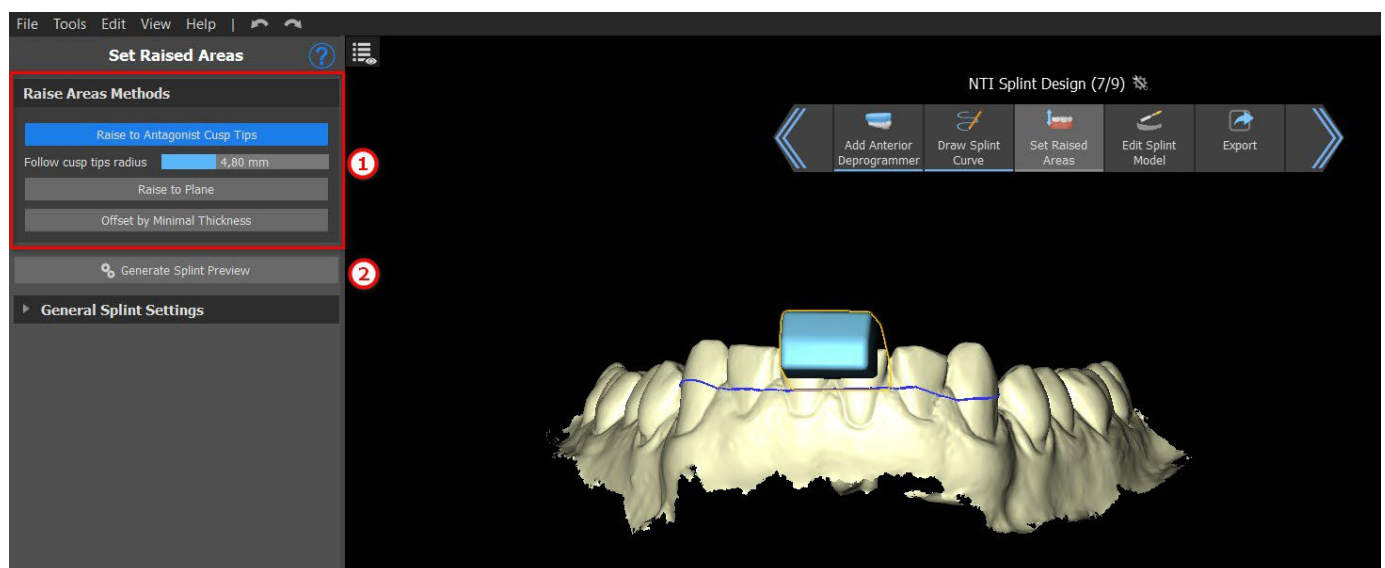 File Tools Edit View Help |
Set Raised Areas ?
Raise Areas Methods
Raise to Antagonist Cusp Tips
Follow cusp tips radius 4,80 mm
Raise to Plane
Offset by Minimal Thickness
1
Generate Splint Preview
2
General Splint Settings
NTI Splint Design (7/9)
Add Anterior
Deprogrammer
Draw Splint
Curve
Set Raised
Areas
Edit Splint
Model
Export